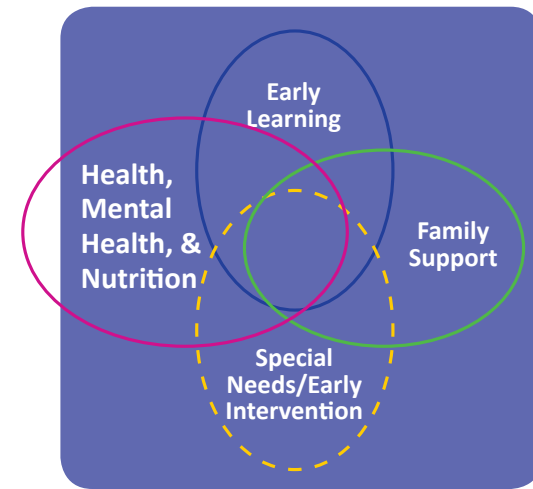 Early
Learning
Health,
Mental
Health, &
Nutrition
Family
Support
Special
Needs/Early
Intervention